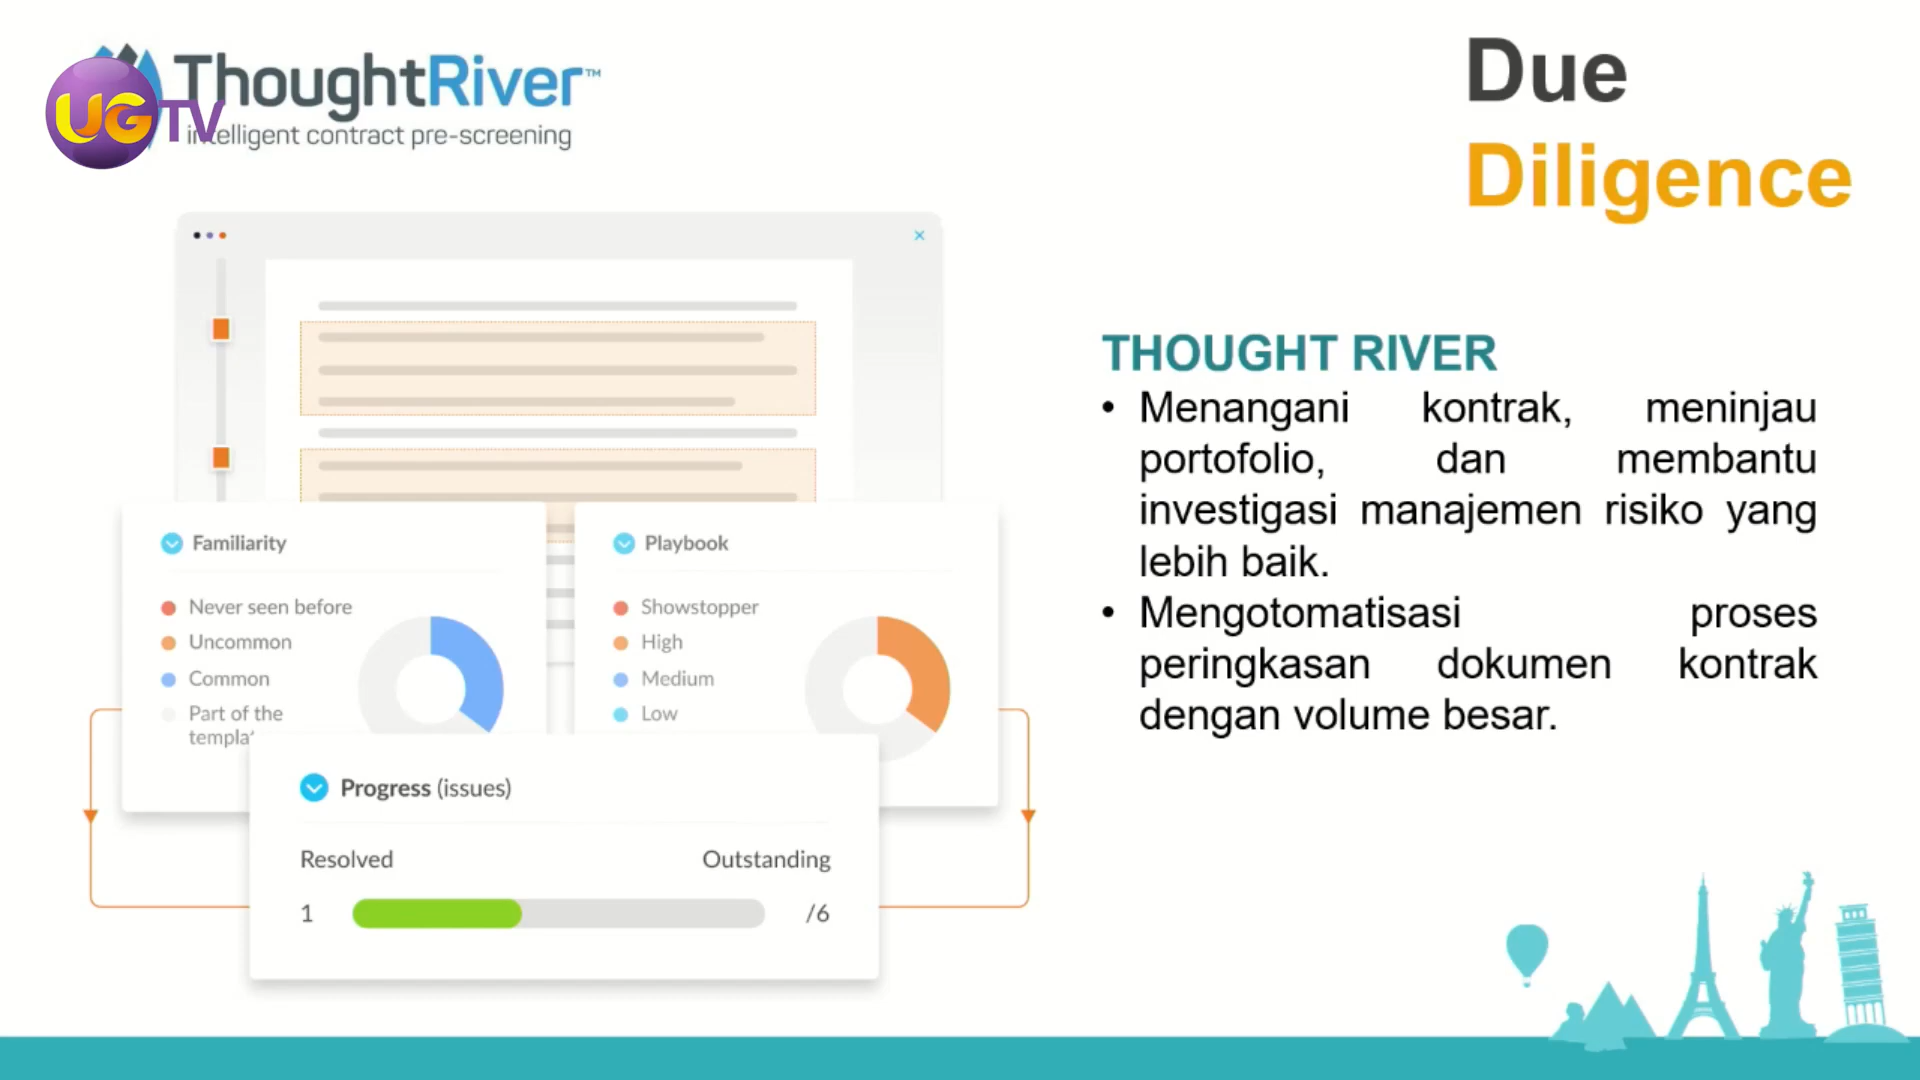 ThoughtRiver™
intelligent contract pre-screening
UG TV
Due
Diligence
THOUGHT RIVER
• Menangani kontrak, meninjau
portofolio, dan membantu
investigasi manajemen risiko yang
lebih baik.
• Mengotomatisasi proses
peringkasan dokumen kontrak
dengan volume besar.
Familiarity
Never seen before
Uncommon
Common
Part of the
Playbook
Showstopper
High
Medium
Low
Progress (issues)
Resolved Outstanding
1 /6